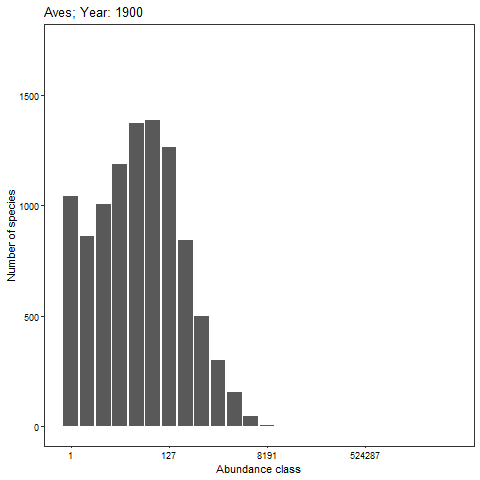 Aves; Year: 1900
Number of species
1500
1000
500
0
1 127 8191 524287
Abundance class